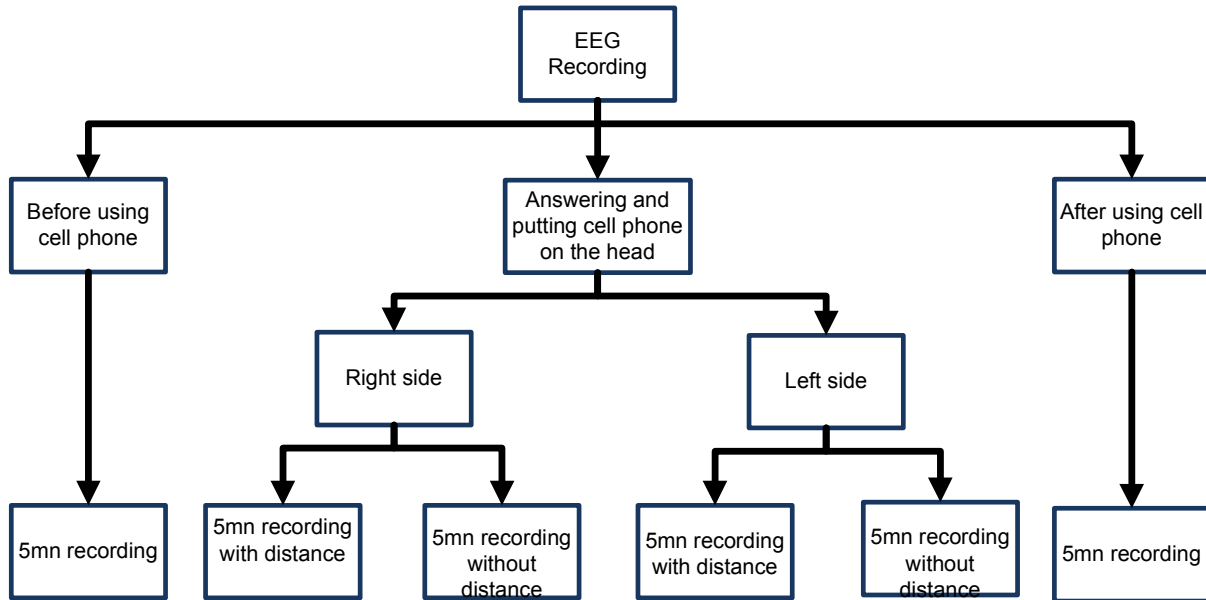 EEG
Recording
Before using
cell phone
Answering and
putting cell phone
on the head
After using cell
phone
Right side
Left side
5mn recording
5mn recording
with distance
5mn recording
without
distance
5mn recording
with distance
5mn recording
without
distance
5mn recording